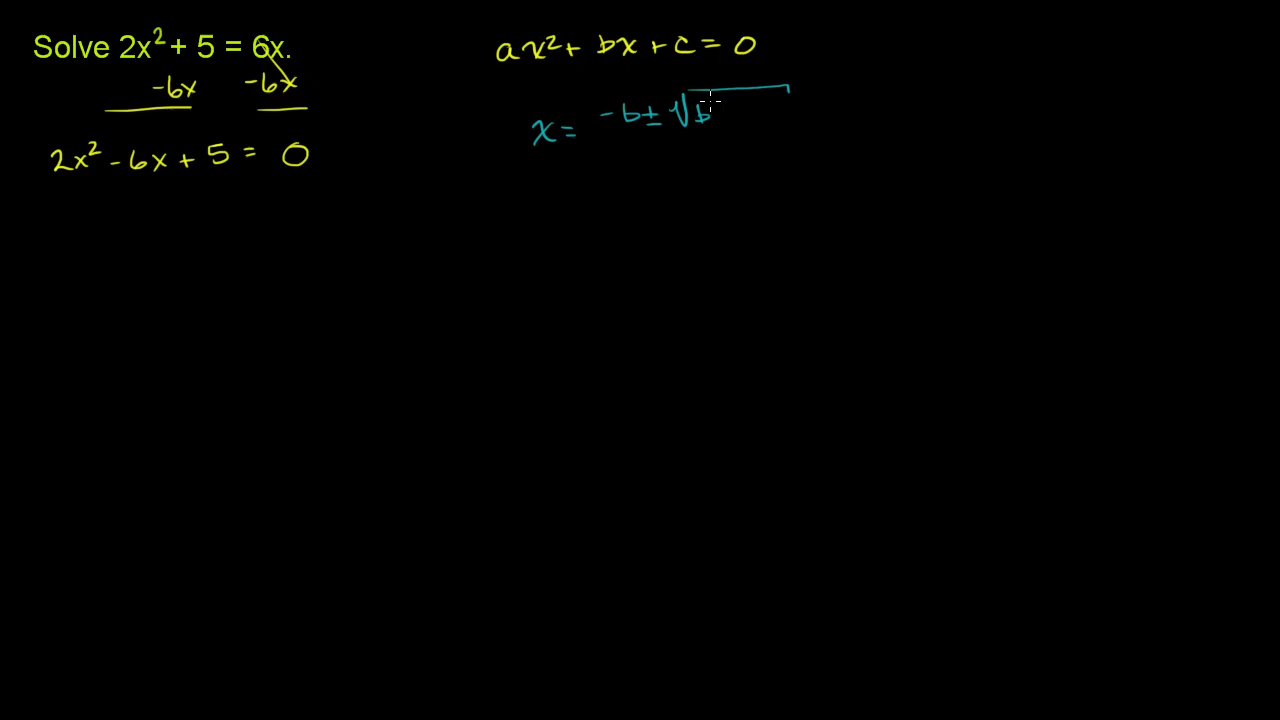 Solve 2x² + 5 = 6x.
-6x -6x
2x² - 6x + 5 = 0
ax² + bx + c = 0
x = -b ± √b